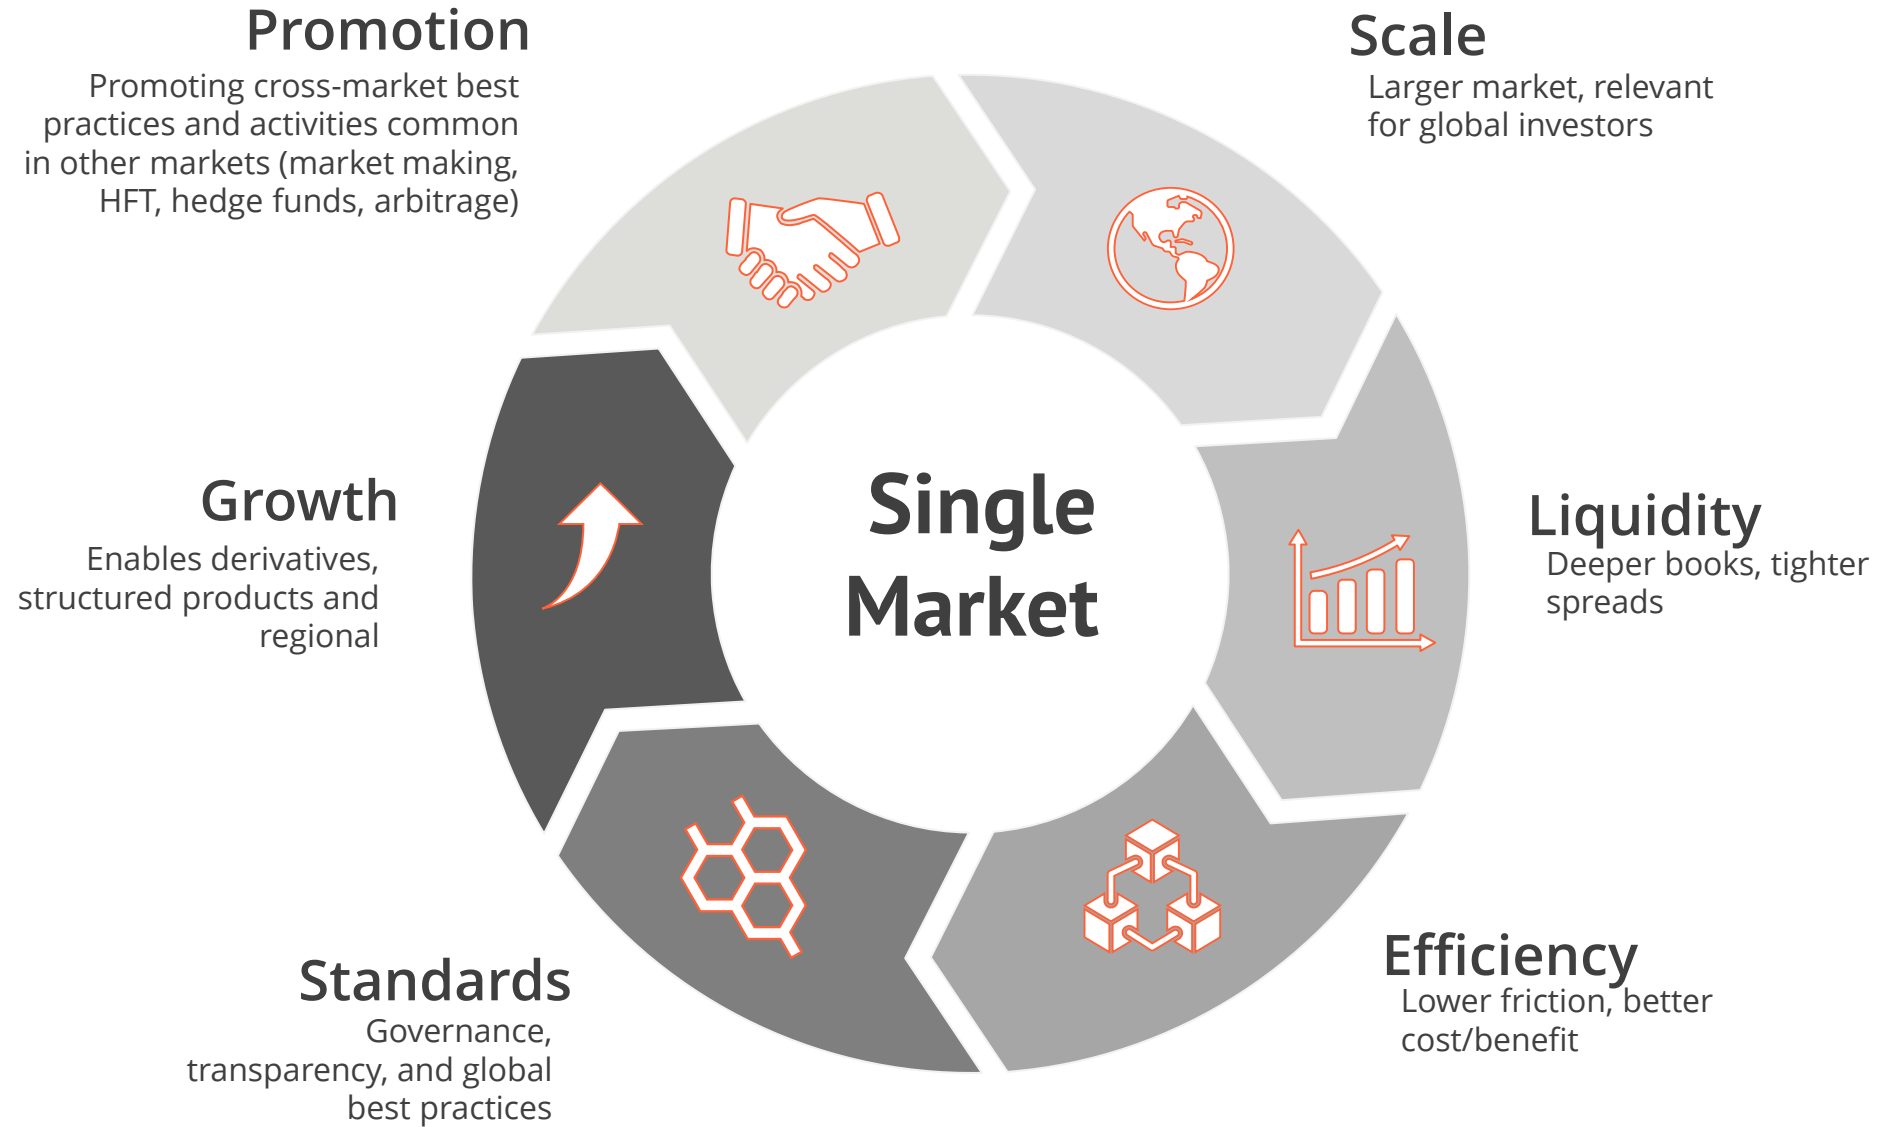 Promotion
Promoting cross-market best
practices and activities common
in other markets (market making,
HFT, hedge funds, arbitrage)
Scale
Larger market, relevant
for global investors
Single
Market
Growth
Enables derivatives,
structured products and
regional
Liquidity
Deeper books, tighter
spreads
Standards
Governance,
transparency, and global
best practices
Efficiency
Lower friction, better
cost/benefit